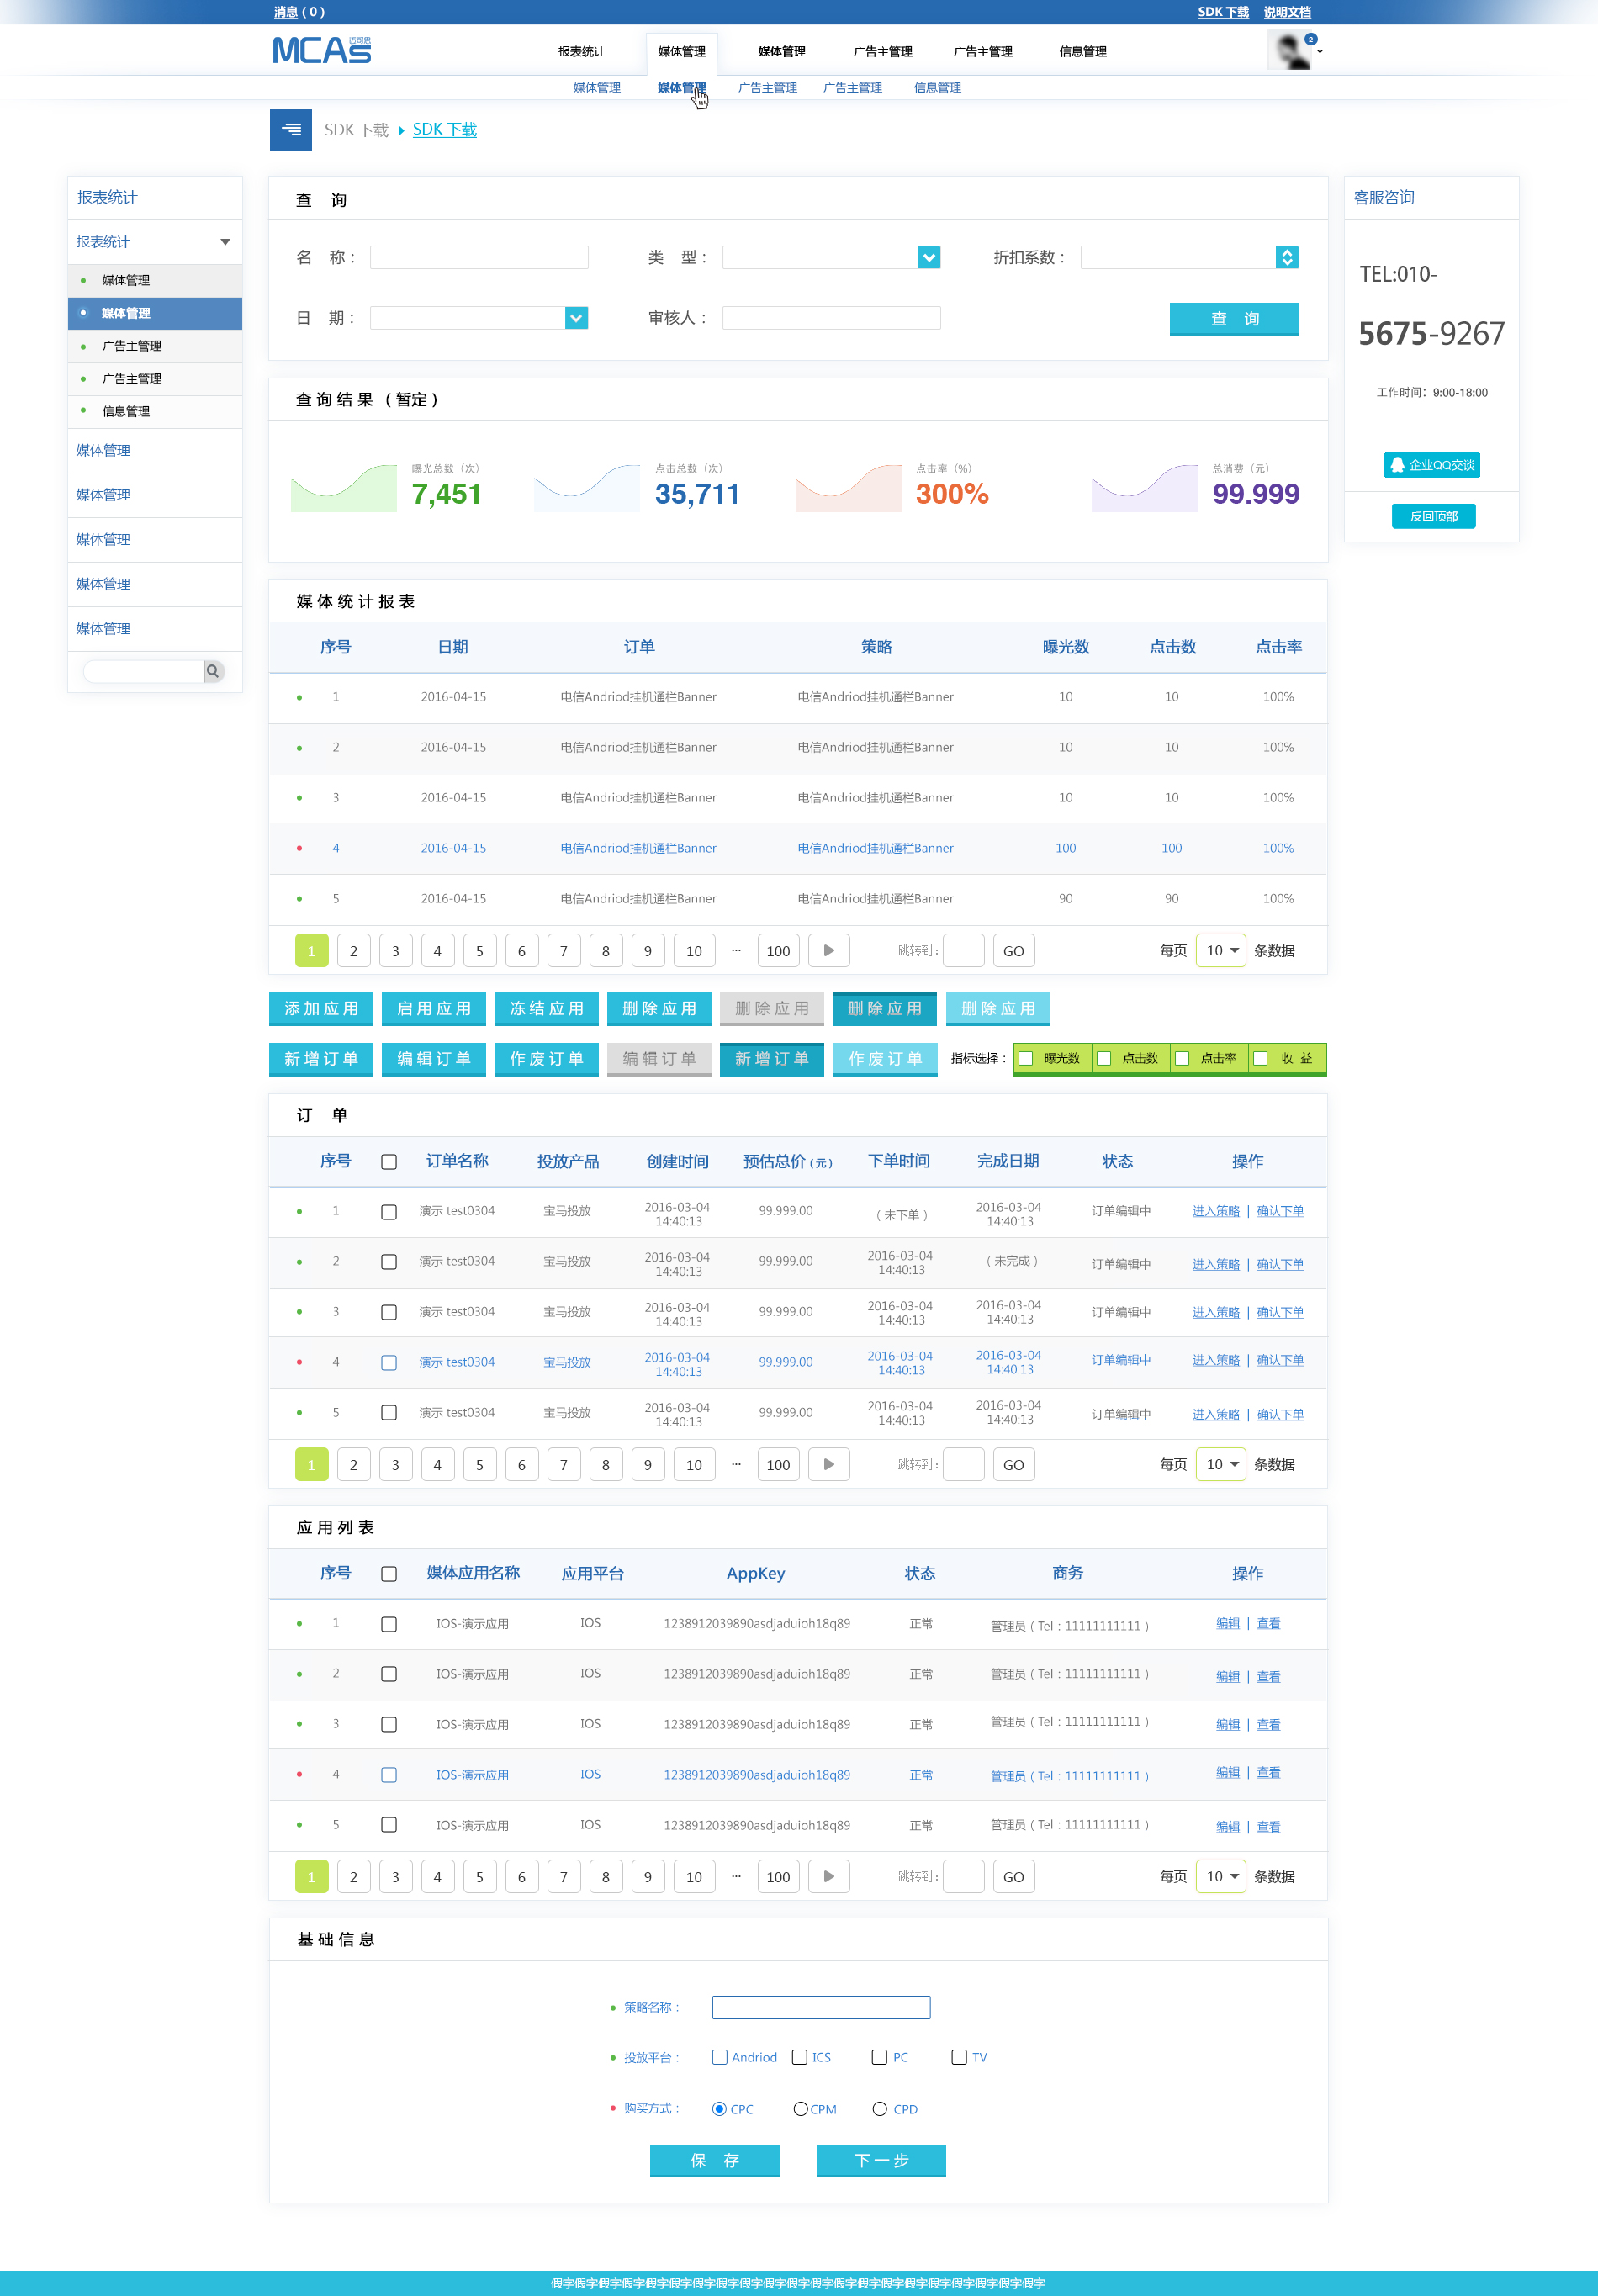 消息 ( 0 )
SDK 下载 说明文档
MCAs 迈可思
报表统计 媒体管理 媒体管理 广告主管理 广告主管理 信息管理 2
媒体管理 媒体管理 广告主管理 广告主管理 信息管理
SDK 下载 SDK 下载
报表统计
报表统计
媒体管理
媒体管理
广告主管理
广告主管理
信息管理
媒体管理
媒体管理
媒体管理
媒体管理
媒体管理
查 询
名 称：
类 型：
折扣系数：
日 期：
审核人：
查 询
客服咨询
TEL:010-
5675-9267
工作时间：9:00-18:00
企业QQ交谈
反回顶部
查询结果（暂定）
曝光总数（次）
7,451
点击总数（次）
35,711
点击率（%）
300%
总消费（元）
99.999
媒体统计报表
序号 日期 订单 策略 曝光数 点击数 点击率
1 2016-04-15 电信Andriod挂机通栏Banner 电信Andriod挂机通栏Banner 10 10 100%
2 2016-04-15 电信Andriod挂机通栏Banner 电信Andriod挂机通栏Banner 10 10 100%
3 2016-04-15 电信Andriod挂机通栏Banner 电信Andriod挂机通栏Banner 10 10 100%
4 2016-04-15 电信Andriod挂机通栏Banner 电信Andriod挂机通栏Banner 100 100 100%
5 2016-04-15 电信Andriod挂机通栏Banner 电信Andriod挂机通栏Banner 90 90 100%
1 2 3 4 5 6 7 8 9 10 ... 100 跳转到： GO 每页 10 条数据
添加应用 启用应用 冻结应用 删除应用 删除应用 删除应用 删除应用
新增订单 编辑订单 作废订单 编辑订单 新增订单 作废订单 指标选择： 曝光数 点击数 点击率 收 益
订 单
序号 订单名称 投放产品 创建时间 预估总价（元） 下单时间 完成日期 状态 操作
1 演示 test0304 宝马投放 2016-03-04 14:40:13 99.999.00 （未下单） 2016-03-04 14:40:13 订单编辑中 进入策略 | 确认下单
2 演示 test0304 宝马投放 2016-03-04 14:40:13 99.999.00 2016-03-04 14:40:13 （未完成） 订单编辑中 进入策略 | 确认下单
3 演示 test0304 宝马投放 2016-03-04 14:40:13 99.999.00 2016-03-04 14:40:13 2016-03-04 14:40:13 订单编辑中 进入策略 | 确认下单
4 演示 test0304 宝马投放 2016-03-04 14:40:13 99.999.00 2016-03-04 14:40:13 2016-03-04 14:40:13 订单编辑中 进入策略 | 确认下单
5 演示 test0304 宝马投放 2016-03-04 14:40:13 99.999.00 2016-03-04 14:40:13 2016-03-04 14:40:13 订单编辑中 进入策略 | 确认下单
1 2 3 4 5 6 7 8 9 10 ... 100 跳转到： GO 每页 10 条数据
应用列表
序号 媒体应用名称 应用平台 AppKey 状态 商务 操作
1 IOS-演示应用 IOS 1238912039890asdjaduioh18q89 正常 管理员（Tel：11111111111） 编辑 | 查看
2 IOS-演示应用 IOS 1238912039890asdjaduioh18q89 正常 管理员（Tel：11111111111） 编辑 | 查看
3 IOS-演示应用 IOS 1238912039890asdjaduioh18q89 正常 管理员（Tel：11111111111） 编辑 | 查看
4 IOS-演示应用 IOS 1238912039890asdjaduioh18q89 正常 管理员（Tel：11111111111） 编辑 | 查看
5 IOS-演示应用 IOS 1238912039890asdjaduioh18q89 正常 管理员（Tel：11111111111） 编辑 | 查看
1 2 3 4 5 6 7 8 9 10 ... 100 跳转到： GO 每页 10 条数据
基础信息
策略名称：
投放平台： Andriod ICS PC TV
购买方式： CPC CPM CPD
保 存 下一步
假字假字假字假字假字假字假字假字假字假字假字假字假字假字假字假字假字假字假字假字假字